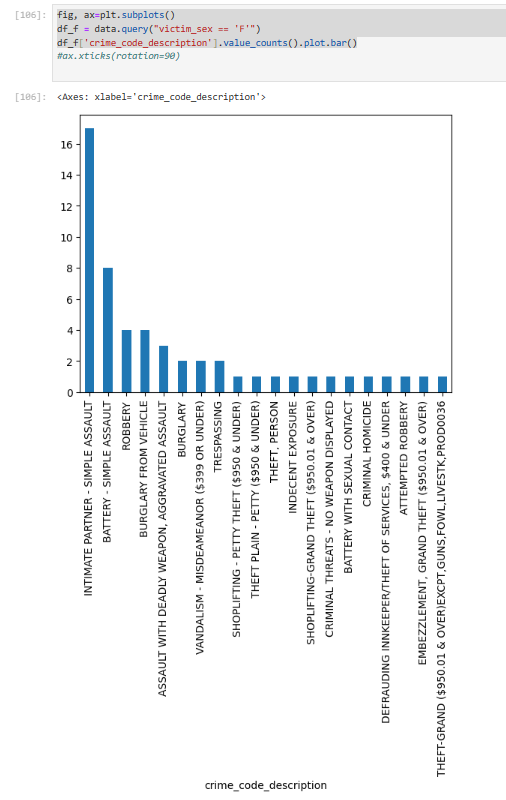 [106]: fig, ax=plt.subplots()
df_f = data.query("victim_sex == 'F'")
df_f['crime_code_description'].value_counts().plot.bar()
#ax.xticks(rotation=90)
[106]: <Axes: xlabel='crime_code_description'>
16
14
12
10
8
6
4
2
0
INTIMATE PARTNER - SIMPLE ASSAULT
BATTERY - SIMPLE ASSAULT
ROBBERY
BURGLARY FROM VEHICLE
ASSAULT WITH DEADLY WEAPON, AGGRAVATED ASSAULT
BURGLARY
VANDALISM - MISDEAMEANOR ($399 OR UNDER)
TRESPASSING
SHOPLIFTING - PETTY THEFT ($950 & UNDER)
THEFT PLAIN - PETTY ($950 & UNDER)
THEFT, PERSON
INDECENT EXPOSURE
SHOPLIFTING-GRAND THEFT ($950.01 & OVER)
CRIMINAL THREATS - NO WEAPON DISPLAYED
BATTERY WITH SEXUAL CONTACT
CRIMINAL HOMICIDE
DEFRAUDING INNKEEPER/THEFT OF SERVICES, $400 & UNDER
ATTEMPTED ROBBERY
EMBEZZLEMENT, GRAND THEFT ($950.01 & OVER)
THEFT-GRAND ($950.01 & OVER)EXCPT,GUNS,FOWL,LIVESTK,PROD0036
crime_code_description